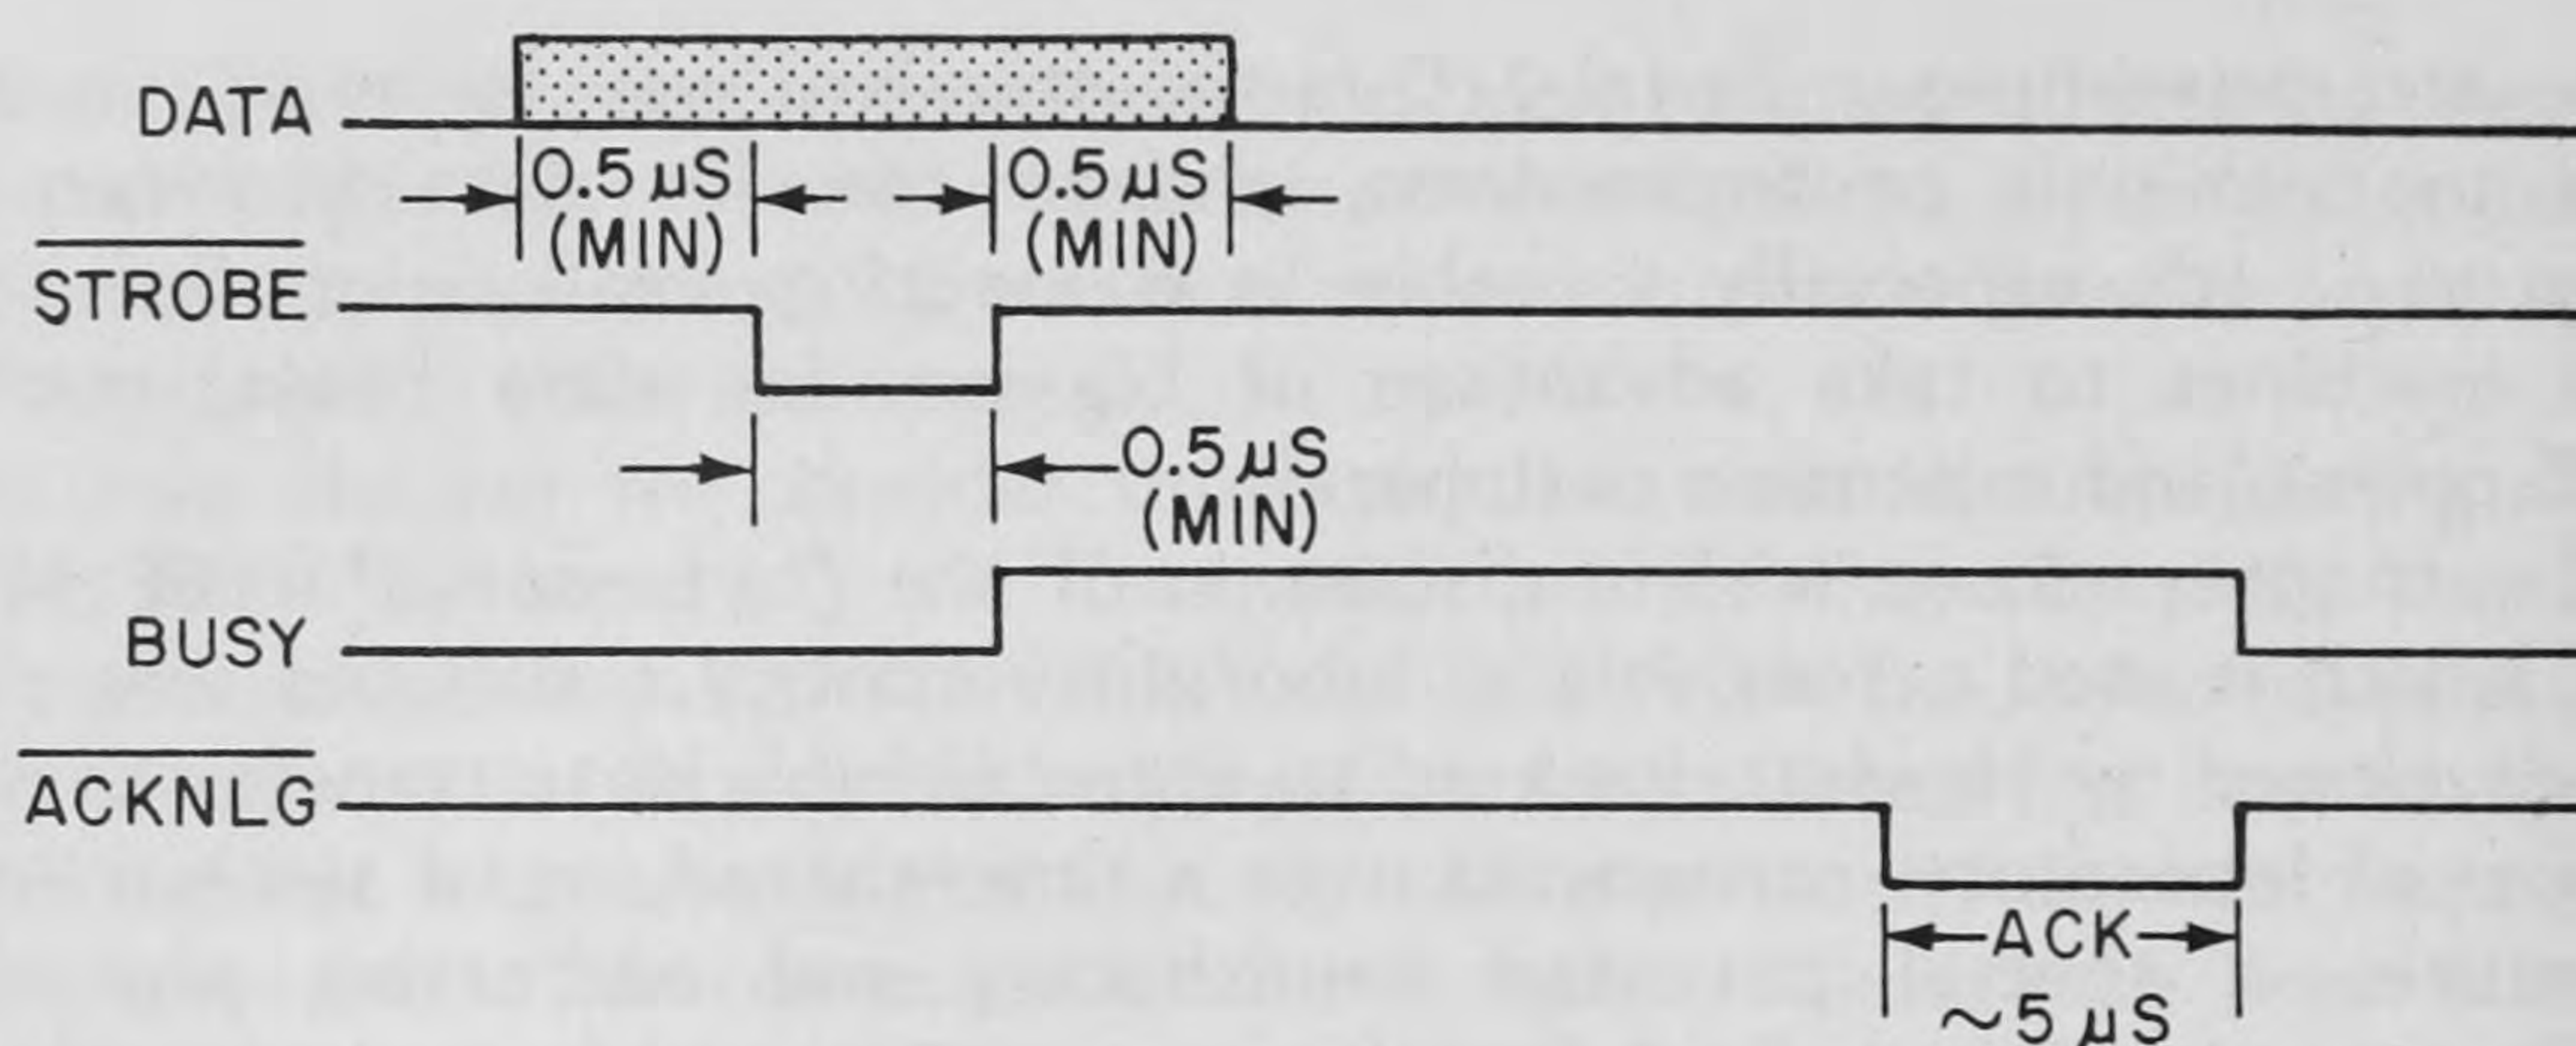 DATA
0.5 µS
(MIN)
0.5 µS
(MIN)
STROBE
0.5 µS
(MIN)
BUSY
ACKNLG
ACK
~5 µS